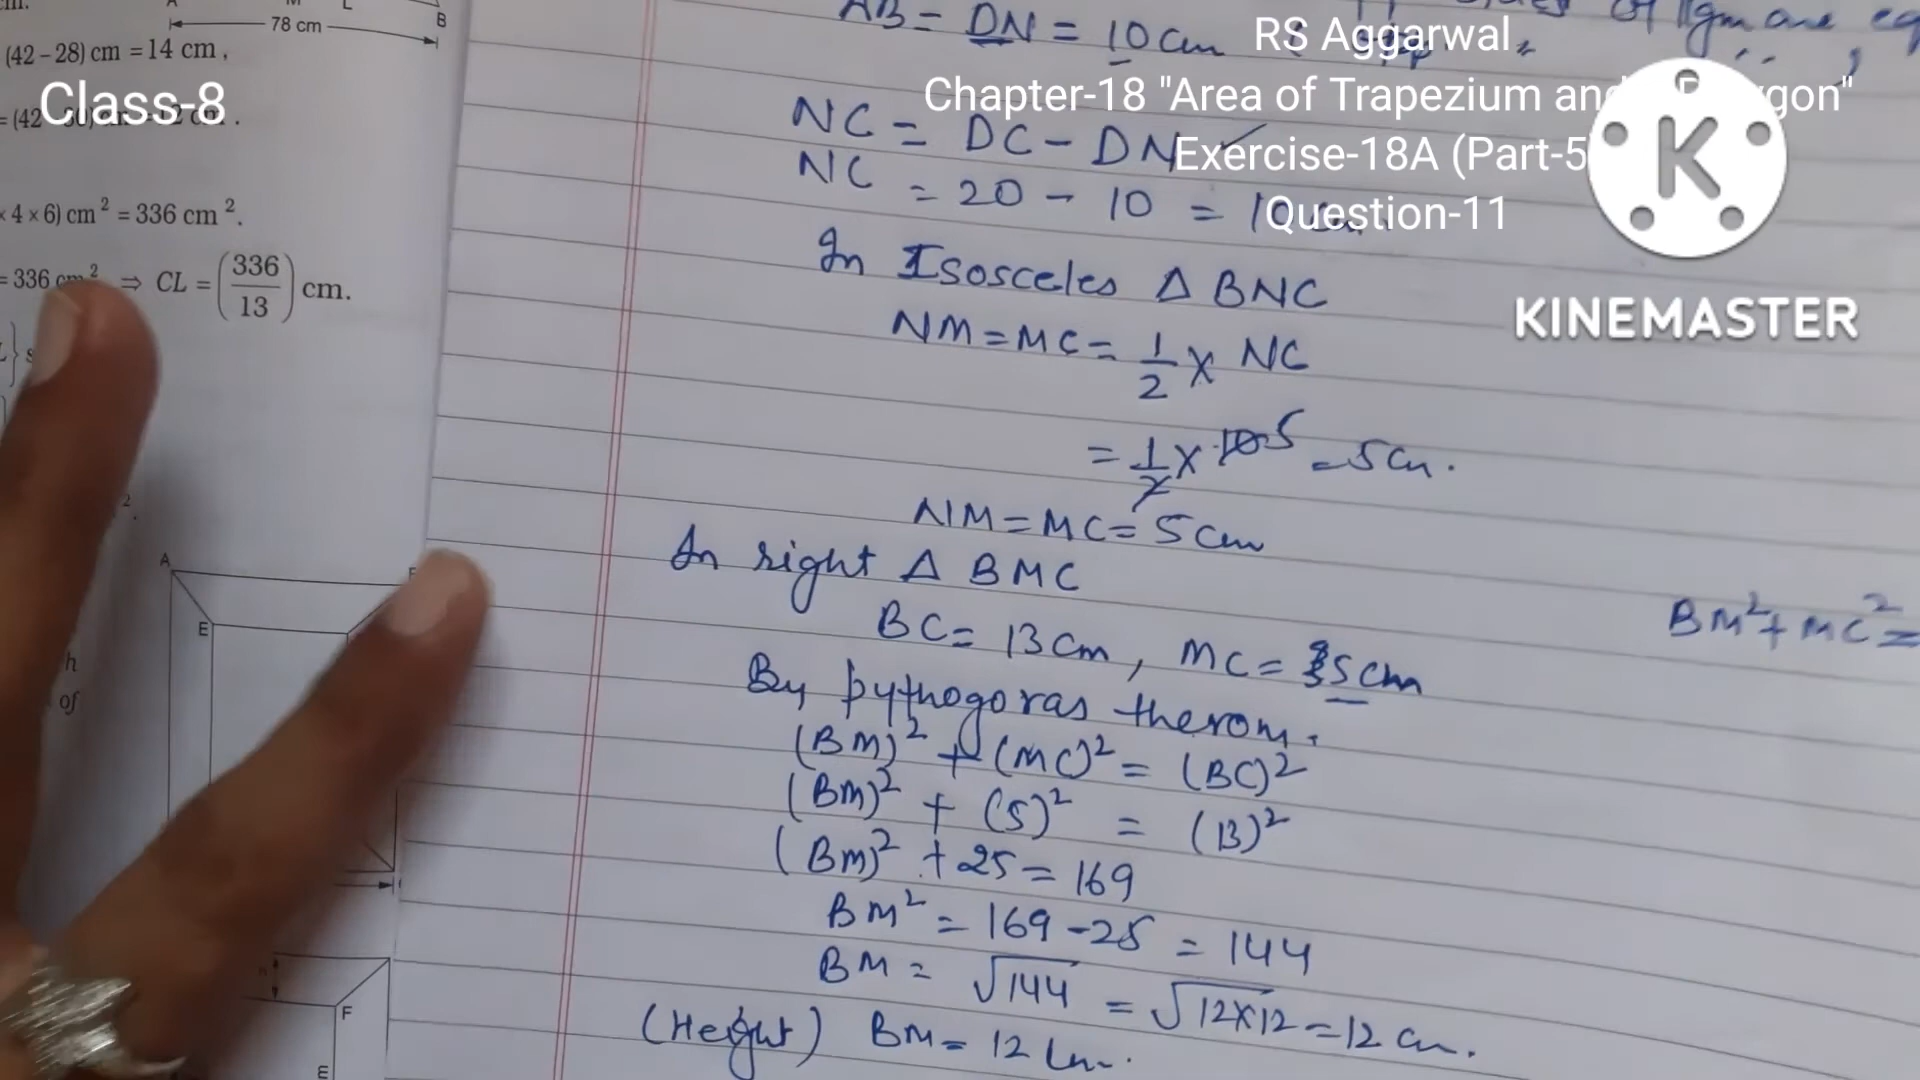 78 cm
B
(42 – 28) cm = 14 cm,
Class-8
× 4 × 6) cm² = 336 cm².
= 336 cm² ⇒ CL = (336/13) cm.
h
of
A
E
F
E
AB = DN = 10 cm
RS Aggarwal
Chapter-18 "Area of Trapezium
Exercise-18A (Part-5
Question-11
KINEMASTER
NC = DC - DN
NC = 20 - 10 = 10
In Isosceles Δ BNC
NM = MC = 1/2 × NC
= 1/2 × 10 5 = 5 cm.
NM = MC = 5 cm
In right Δ BMC
BC = 13 cm, MC = 5 cm
BM² + MC² =
By pythogoras therom.
(BM)² + (MC)² = (BC)²
(BM)² + (5)² = (13)²
(BM)² + 25 = 169
BM² = 169 - 25 = 144
BM = √144 = √12×12 = 12 cm.
(Height) BM = 12 cm.